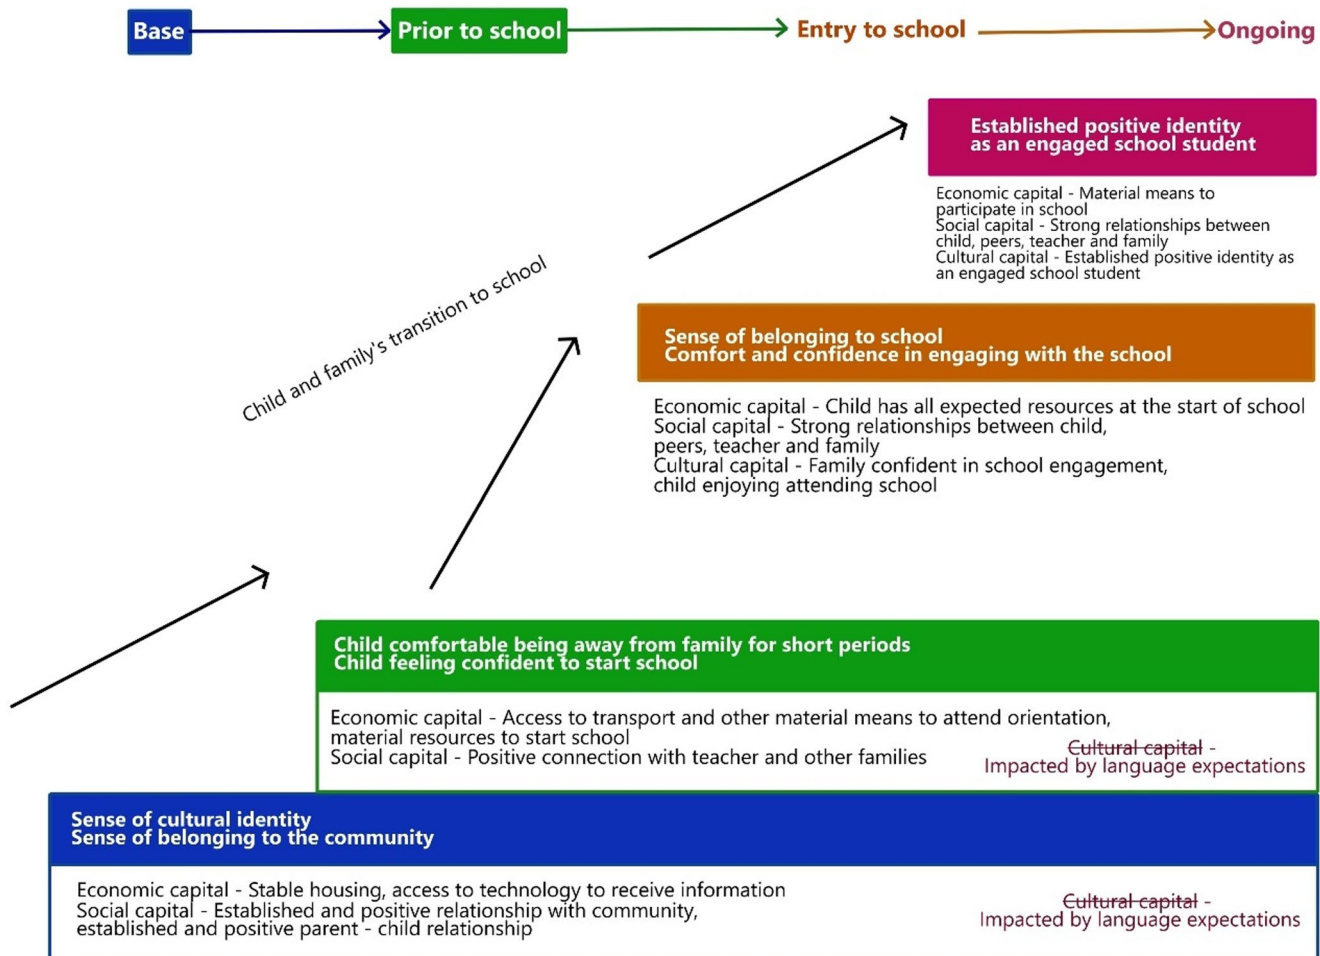 Base
Prior to school
Entry to school
Ongoing
Established positive identity
as an engaged school student
Economic capital - Material means to
participate in school
Social capital - Strong relationships between
child, peers, teacher and family
Cultural capital - Established positive identity as
an engaged school student
Child and family's transition to school
Sense of belonging to school
Comfort and confidence in engaging with the school
Economic capital - Child has all expected resources at the start of school
Social capital - Strong relationships between child,
peers, teacher and family
Cultural capital - Family confident in school engagement,
child enjoying attending school
Child comfortable being away from family for short periods
Child feeling confident to start school
Economic capital - Access to transport and other material means to attend orientation,
material resources to start school
Social capital - Positive connection with teacher and other families
Cultural capital -
Impacted by language expectations
Sense of cultural identity
Sense of belonging to the community
Economic capital - Stable housing, access to technology to receive information
Social capital - Established and positive relationship with community,
established and positive parent - child relationship
Cultural capital -
Impacted by language expectations